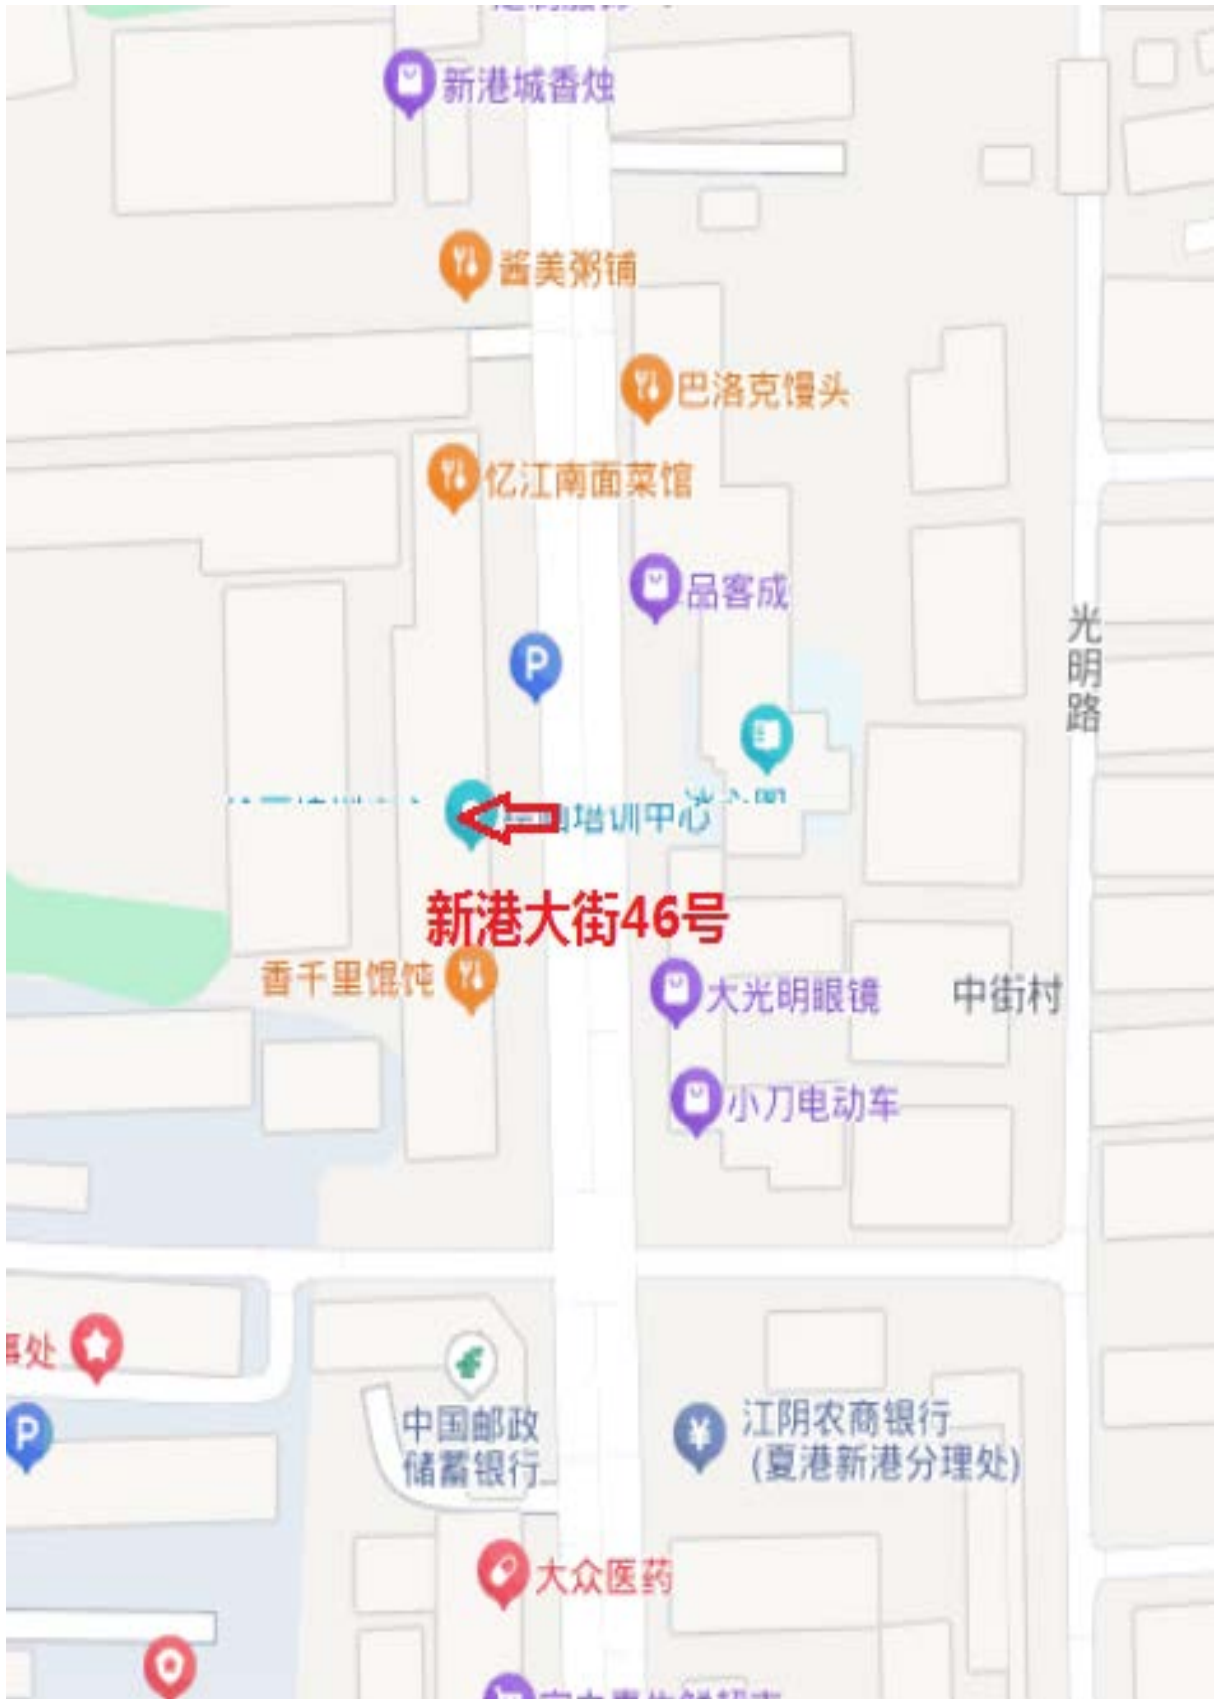 新港城香烛
酱美粥铺
巴洛克馒头
亿江南面菜馆
品客成
P
光明路
培训中心
新港大街46号
香千里馄饨
大光明眼镜
中街村
小刀电动车
处
P
中国邮政
储蓄银行
¥
江阴农商银行
(夏港新港分理处)
大众医药